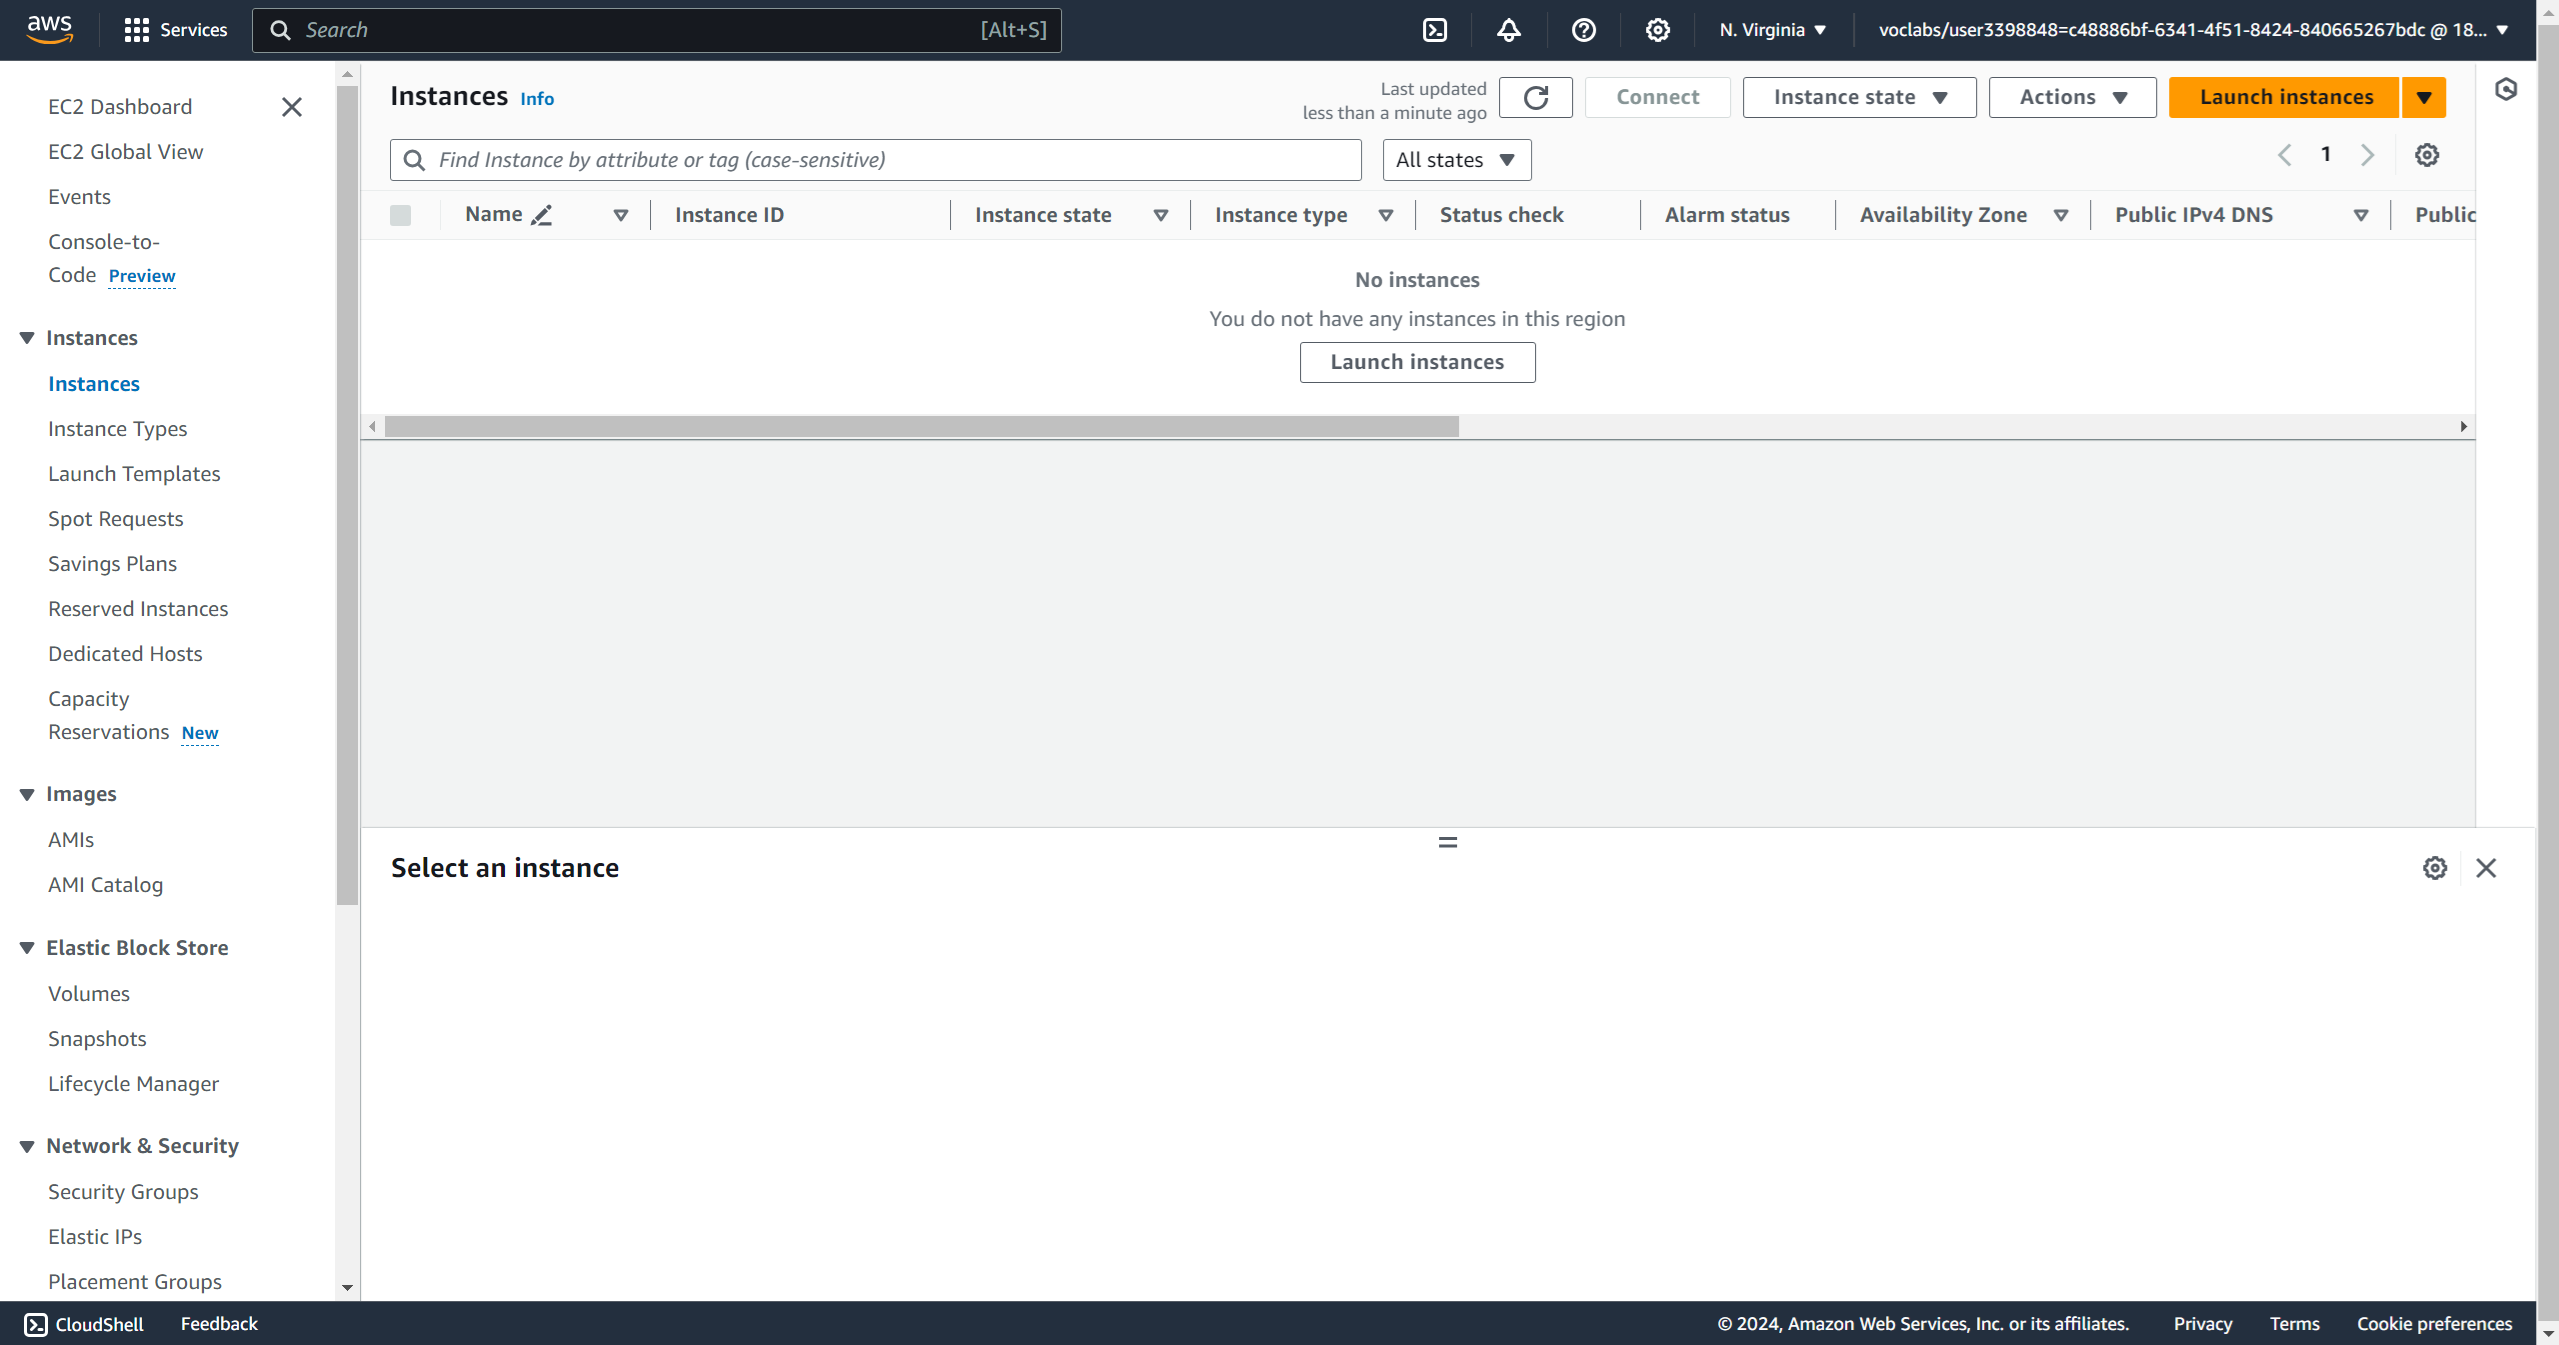 aws
Services
Search
[Alt+S]
N. Virginia
voclabs/user3398848=c48886bf-6341-4f51-8424-840665267bdc @ 18...
EC2 Dashboard
EC2 Global View
Events
Console-to-
Code Preview
Instances
Instances
Instance Types
Launch Templates
Spot Requests
Savings Plans
Reserved Instances
Dedicated Hosts
Capacity
Reservations New
Images
AMIs
AMI Catalog
Elastic Block Store
Volumes
Snapshots
Lifecycle Manager
Network & Security
Security Groups
Elastic IPs
Placement Groups
Instances Info
Last updated
less than a minute ago
Connect
Instance state
Actions
Launch instances
Find Instance by attribute or tag (case-sensitive)
All states
1
Name
Instance ID
Instance state
Instance type
Status check
Alarm status
Availability Zone
Public IPv4 DNS
Public
No instances
You do not have any instances in this region
Launch instances
Select an instance
CloudShell
Feedback
© 2024, Amazon Web Services, Inc. or its affiliates.
Privacy
Terms
Cookie preferences